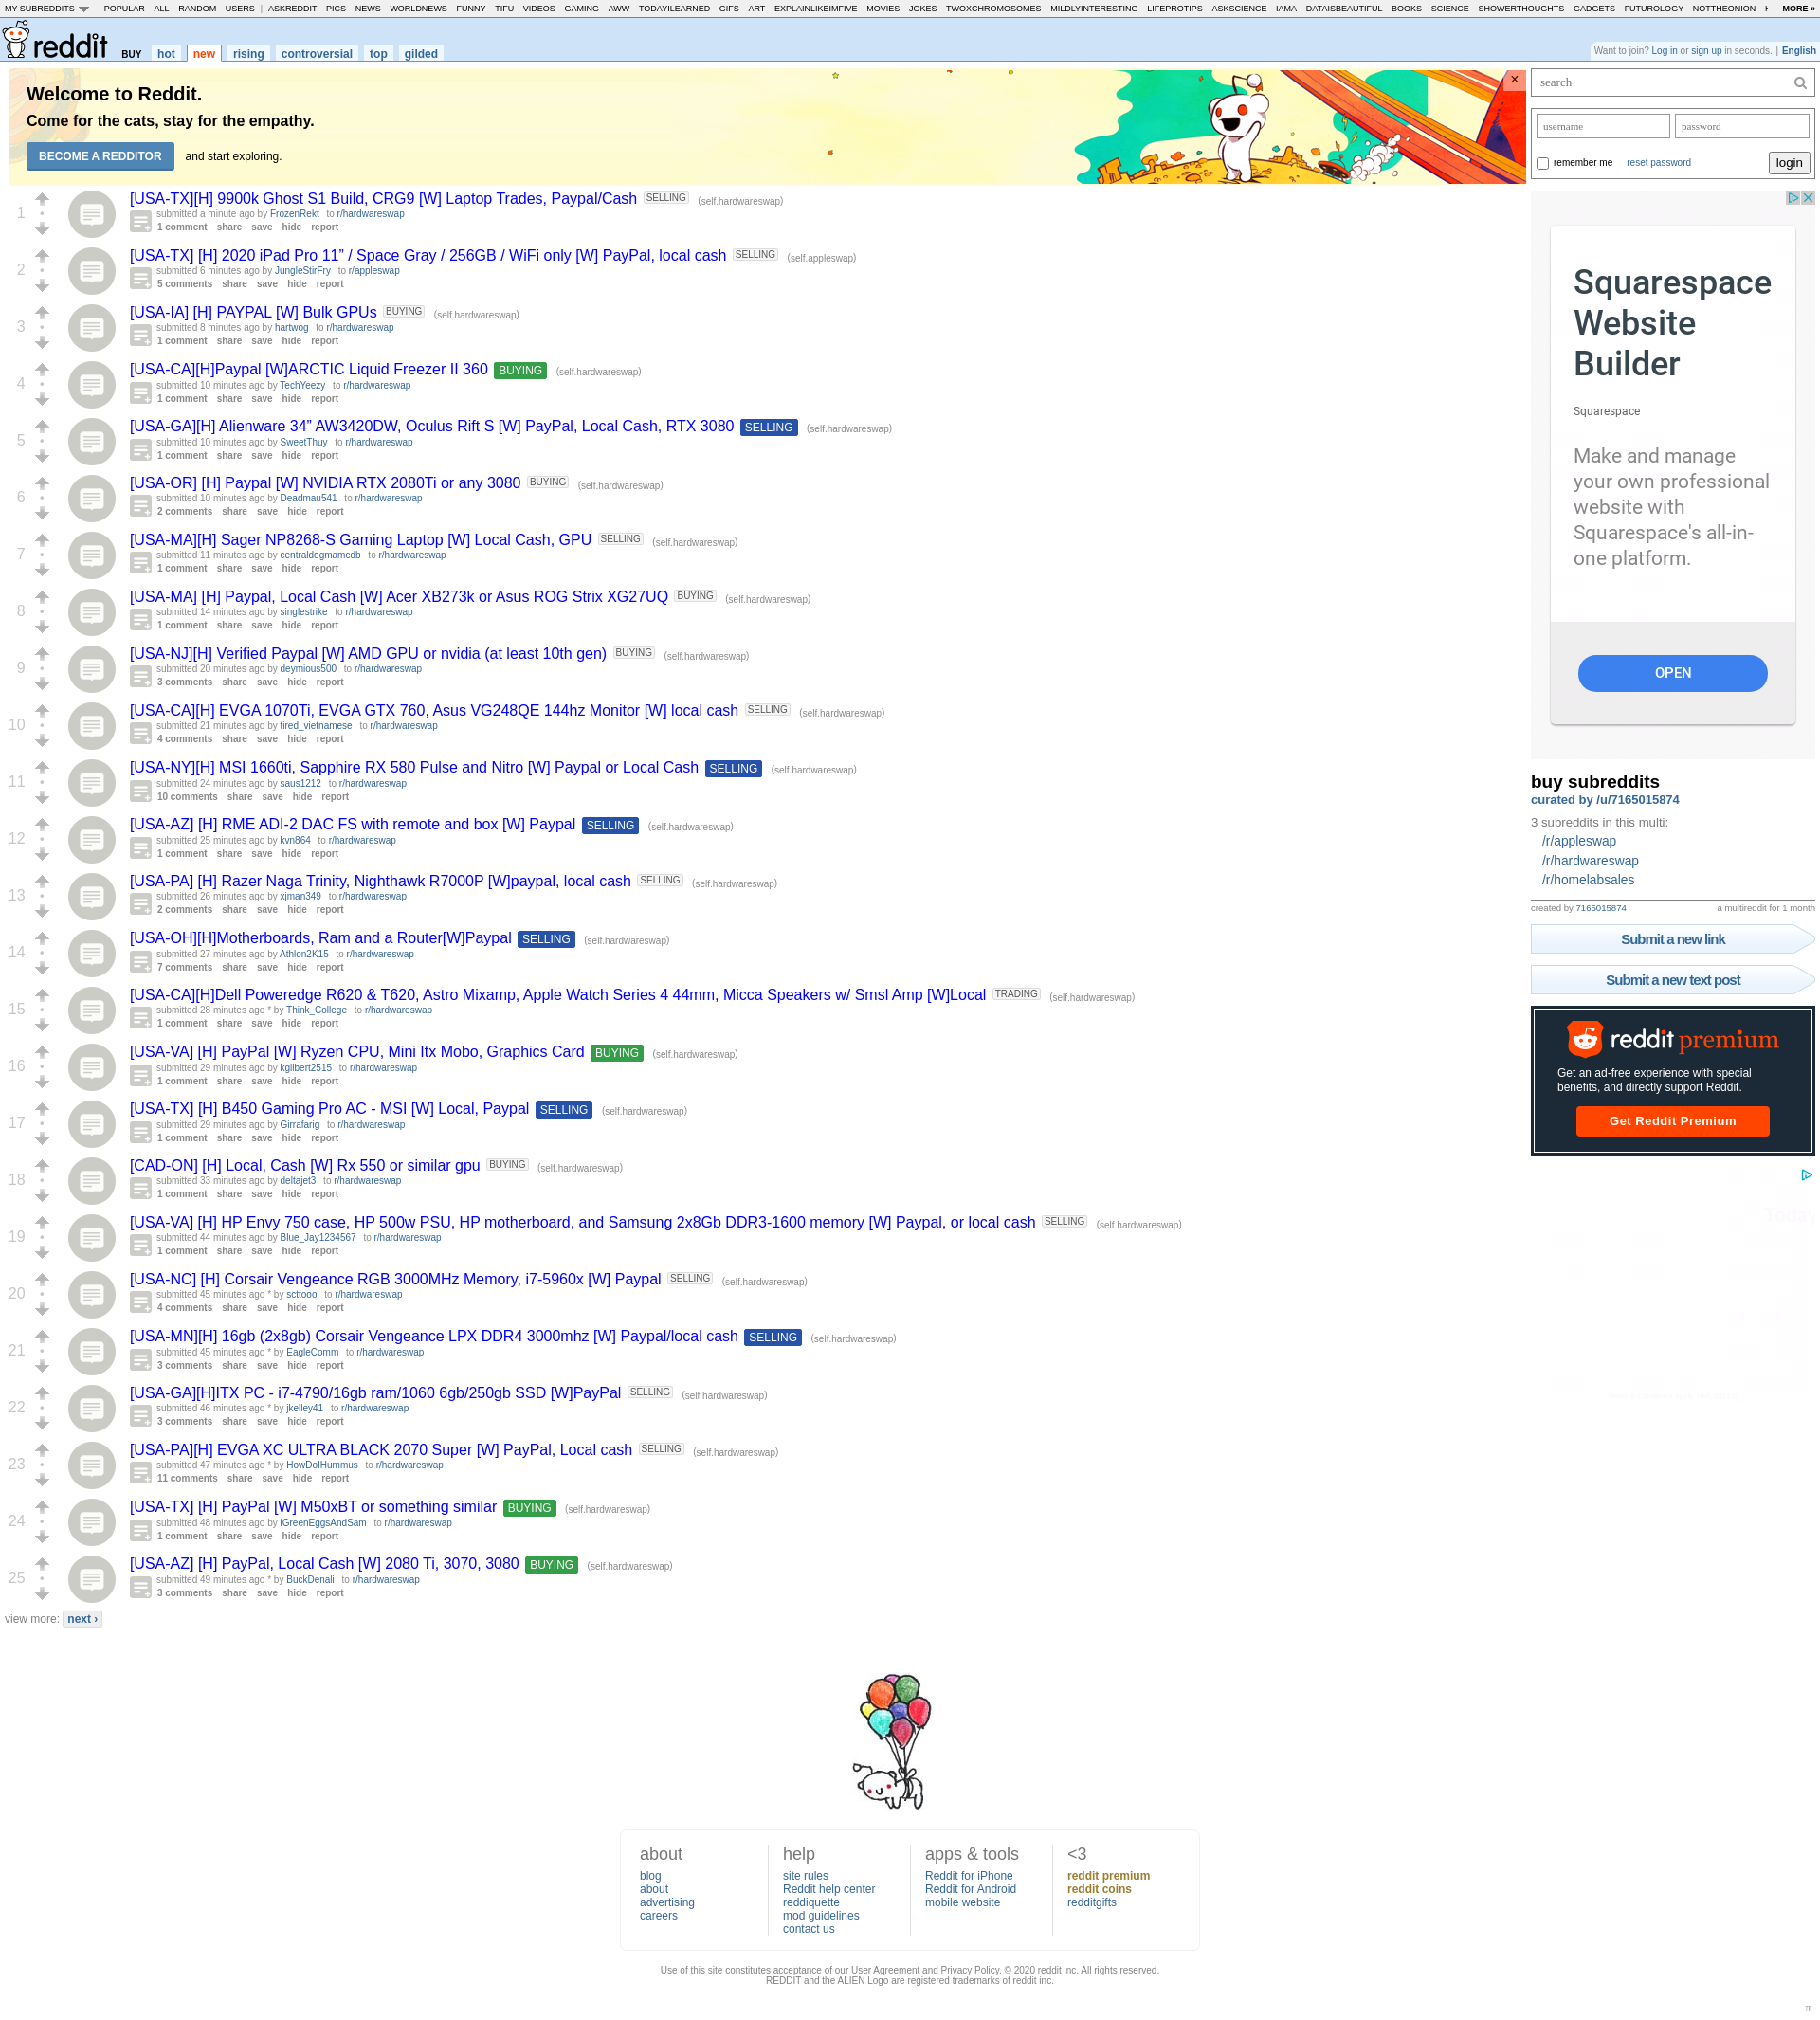 MY SUBREDDITS POPULAR - ALL - RANDOM - USERS | ASKREDDIT - PICS - NEWS - WORLDNEWS - FUNNY - TIFU - VIDEOS - GAMING - AWW - TODAYILEARNED - GIFS - ART - EXPLAINLIKEIMFIVE - MOVIES - JOKES - TWOXCHROMOSOMES - MILDLYINTERESTING - LIFEPROTIPS - ASKSCIENCE - IAMA - DATAISBEAUTIFUL - BOOKS - SCIENCE - SHOWERTHOUGHTS - GADGETS - FUTUROLOGY - NOTTHEONION - MORE »
reddit BUY hot new rising controversial top gilded
Want to join? Log in or sign up in seconds. | English
Welcome to Reddit.
Come for the cats, stay for the empathy.
BECOME A REDDITOR and start exploring.
×
1
[USA-TX][H] 9900k Ghost S1 Build, CRG9 [W] Laptop Trades, Paypal/Cash SELLING (self.hardwareswap)
submitted a minute ago by FrozenRekt to r/hardwareswap
1 comment share save hide report
2
[USA-TX] [H] 2020 iPad Pro 11” / Space Gray / 256GB / WiFi only [W] PayPal, local cash SELLING (self.appleswap)
submitted 6 minutes ago by JungleStirFry to r/appleswap
5 comments share save hide report
3
[USA-IA] [H] PAYPAL [W] Bulk GPUs BUYING (self.hardwareswap)
submitted 8 minutes ago by hartwog to r/hardwareswap
1 comment share save hide report
4
[USA-CA][H]Paypal [W]ARCTIC Liquid Freezer II 360 BUYING (self.hardwareswap)
submitted 10 minutes ago by TechYeezy to r/hardwareswap
1 comment share save hide report
5
[USA-GA][H] Alienware 34” AW3420DW, Oculus Rift S [W] PayPal, Local Cash, RTX 3080 SELLING (self.hardwareswap)
submitted 10 minutes ago by SweetThuy to r/hardwareswap
1 comment share save hide report
6
[USA-OR] [H] Paypal [W] NVIDIA RTX 2080Ti or any 3080 BUYING (self.hardwareswap)
submitted 10 minutes ago by Deadmau541 to r/hardwareswap
2 comments share save hide report
7
[USA-MA][H] Sager NP8268-S Gaming Laptop [W] Local Cash, GPU SELLING (self.hardwareswap)
submitted 11 minutes ago by centraldogmamcdb to r/hardwareswap
1 comment share save hide report
8
[USA-MA] [H] Paypal, Local Cash [W] Acer XB273k or Asus ROG Strix XG27UQ BUYING (self.hardwareswap)
submitted 14 minutes ago by singlestrike to r/hardwareswap
1 comment share save hide report
9
[USA-NJ][H] Verified Paypal [W] AMD GPU or nvidia (at least 10th gen) BUYING (self.hardwareswap)
submitted 20 minutes ago by deymious500 to r/hardwareswap
3 comments share save hide report
10
[USA-CA][H] EVGA 1070Ti, EVGA GTX 760, Asus VG248QE 144hz Monitor [W] local cash SELLING (self.hardwareswap)
submitted 21 minutes ago by tired_vietnamese to r/hardwareswap
4 comments share save hide report
11
[USA-NY][H] MSI 1660ti, Sapphire RX 580 Pulse and Nitro [W] Paypal or Local Cash SELLING (self.hardwareswap)
submitted 24 minutes ago by saus1212 to r/hardwareswap
10 comments share save hide report
12
[USA-AZ] [H] RME ADI-2 DAC FS with remote and box [W] Paypal SELLING (self.hardwareswap)
submitted 25 minutes ago by kvn864 to r/hardwareswap
1 comment share save hide report
13
[USA-PA] [H] Razer Naga Trinity, Nighthawk R7000P [W]paypal, local cash SELLING (self.hardwareswap)
submitted 26 minutes ago by xjman349 to r/hardwareswap
2 comments share save hide report
14
[USA-OH][H]Motherboards, Ram and a Router[W]Paypal SELLING (self.hardwareswap)
submitted 27 minutes ago by Athlon2K15 to r/hardwareswap
7 comments share save hide report
15
[USA-CA][H]Dell Poweredge R620 & T620, Astro Mixamp, Apple Watch Series 4 44mm, Micca Speakers w/ Smsl Amp [W]Local TRADING (self.hardwareswap)
submitted 28 minutes ago * by Think_College to r/hardwareswap
1 comment share save hide report
16
[USA-VA] [H] PayPal [W] Ryzen CPU, Mini Itx Mobo, Graphics Card BUYING (self.hardwareswap)
submitted 29 minutes ago by kgilbert2515 to r/hardwareswap
1 comment share save hide report
17
[USA-TX] [H] B450 Gaming Pro AC - MSI [W] Local, Paypal SELLING (self.hardwareswap)
submitted 29 minutes ago by Girrafarig to r/hardwareswap
1 comment share save hide report
18
[CAD-ON] [H] Local, Cash [W] Rx 550 or similar gpu BUYING (self.hardwareswap)
submitted 33 minutes ago by deltajet3 to r/hardwareswap
1 comment share save hide report
19
[USA-VA] [H] HP Envy 750 case, HP 500w PSU, HP motherboard, and Samsung 2x8Gb DDR3-1600 memory [W] Paypal, or local cash SELLING (self.hardwareswap)
submitted 44 minutes ago by Blue_Jay1234567 to r/hardwareswap
1 comment share save hide report
20
[USA-NC] [H] Corsair Vengeance RGB 3000MHz Memory, i7-5960x [W] Paypal SELLING (self.hardwareswap)
submitted 45 minutes ago * by scttooo to r/hardwareswap
4 comments share save hide report
21
[USA-MN][H] 16gb (2x8gb) Corsair Vengeance LPX DDR4 3000mhz [W] Paypal/local cash SELLING (self.hardwareswap)
submitted 45 minutes ago * by EagleComm to r/hardwareswap
3 comments share save hide report
22
[USA-GA][H]ITX PC - i7-4790/16gb ram/1060 6gb/250gb SSD [W]PayPal SELLING (self.hardwareswap)
submitted 46 minutes ago * by jkelley41 to r/hardwareswap
3 comments share save hide report
23
[USA-PA][H] EVGA XC ULTRA BLACK 2070 Super [W] PayPal, Local cash SELLING (self.hardwareswap)
submitted 47 minutes ago * by HowDoIHummus to r/hardwareswap
11 comments share save hide report
24
[USA-TX] [H] PayPal [W] M50xBT or something similar BUYING (self.hardwareswap)
submitted 48 minutes ago by iGreenEggsAndSam to r/hardwareswap
1 comment share save hide report
25
[USA-AZ] [H] PayPal, Local Cash [W] 2080 Ti, 3070, 3080 BUYING (self.hardwareswap)
submitted 49 minutes ago * by BuckDenali to r/hardwareswap
3 comments share save hide report
view more: next ›
search
username password
remember me reset password login
Squarespace
Website
Builder
Squarespace
Make and manage
your own professional
website with
Squarespace's all-in-
one platform.
OPEN
buy subreddits
curated by /u/7165015874
3 subreddits in this multi:
/r/appleswap
/r/hardwareswap
/r/homelabsales
created by 7165015874 a multireddit for 1 month
Submit a new link
Submit a new text post
reddit premium
Get an ad-free experience with special
benefits, and directly support Reddit.
Get Reddit Premium
about
blog
about
advertising
careers
help
site rules
Reddit help center
reddiquette
mod guidelines
contact us
apps & tools
Reddit for iPhone
Reddit for Android
mobile website
<3
reddit premium
reddit coins
redditgifts
Use of this site constitutes acceptance of our User Agreement and Privacy Policy. © 2020 reddit inc. All rights reserved.
REDDIT and the ALIEN Logo are registered trademarks of reddit inc.
π